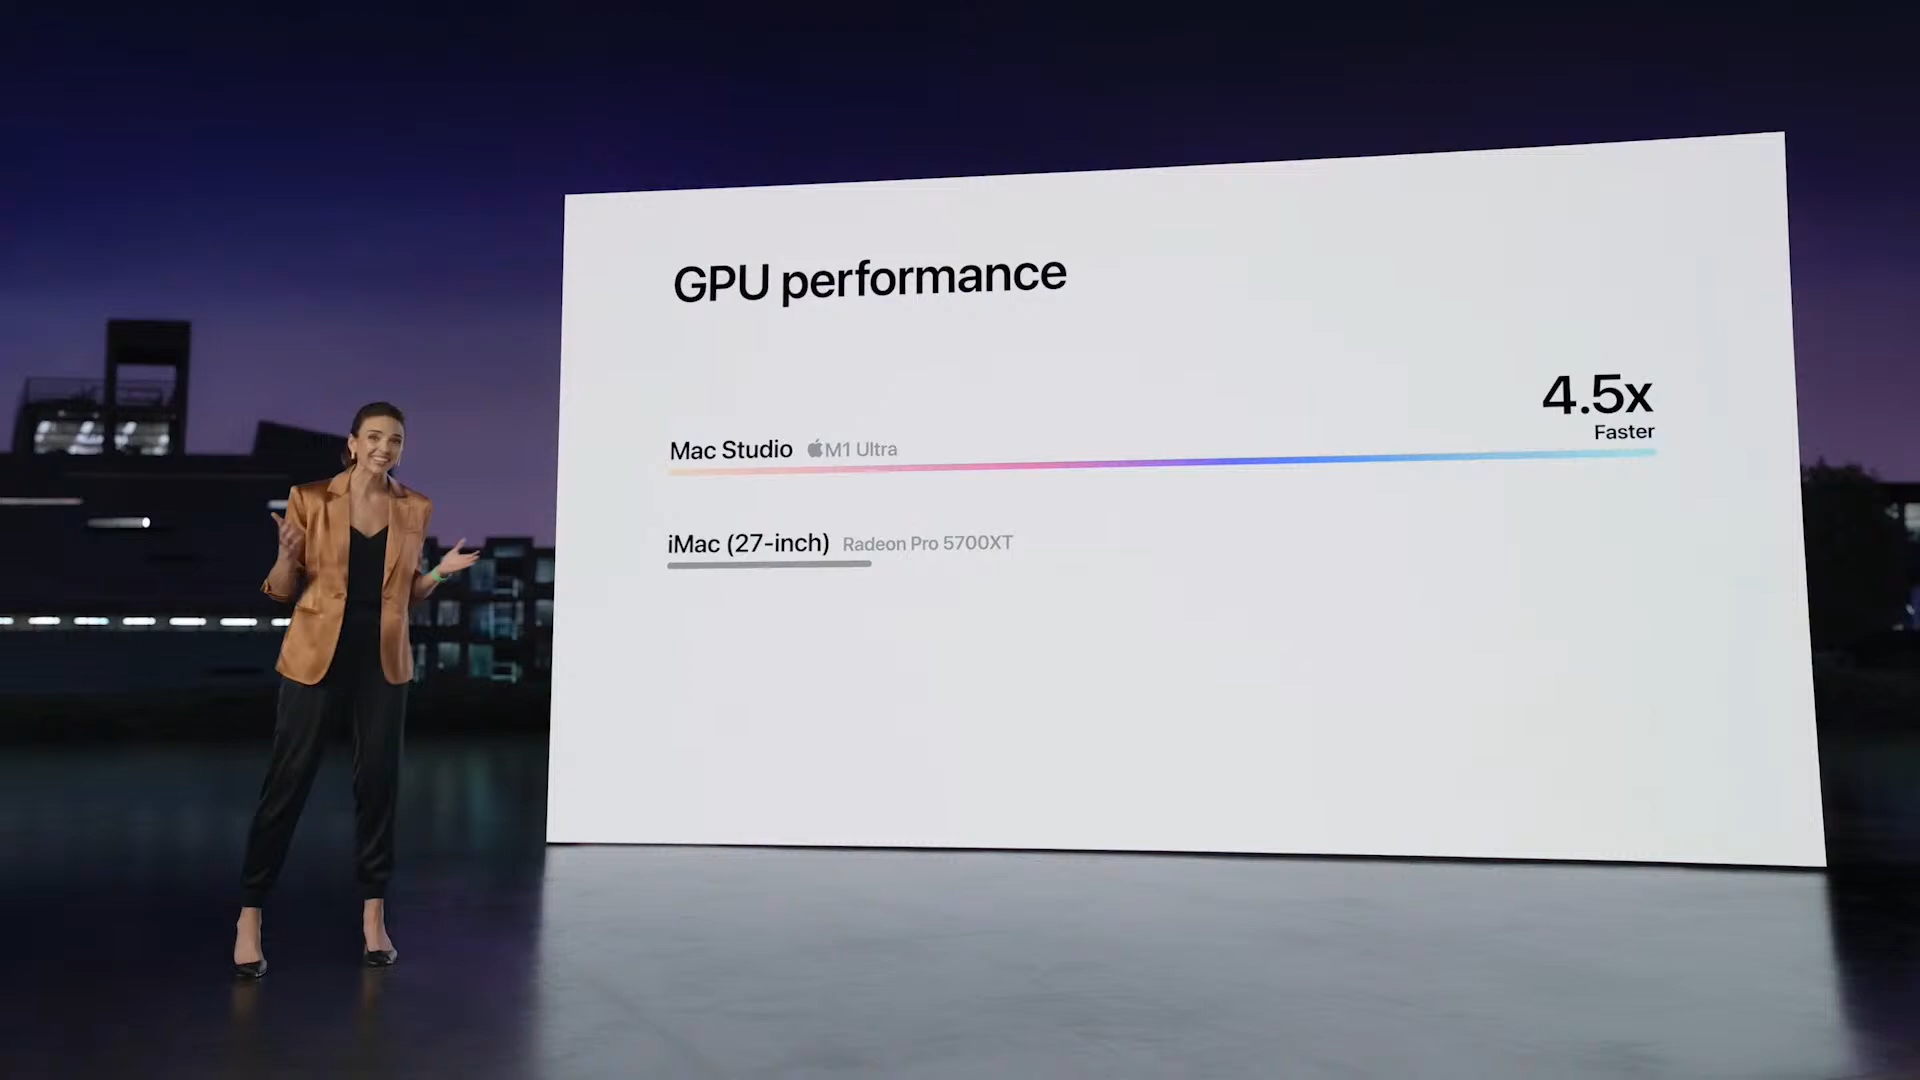 GPU performance
4.5x
Faster
Mac Studio M1 Ultra
iMac (27-inch) Radeon Pro 5700XT